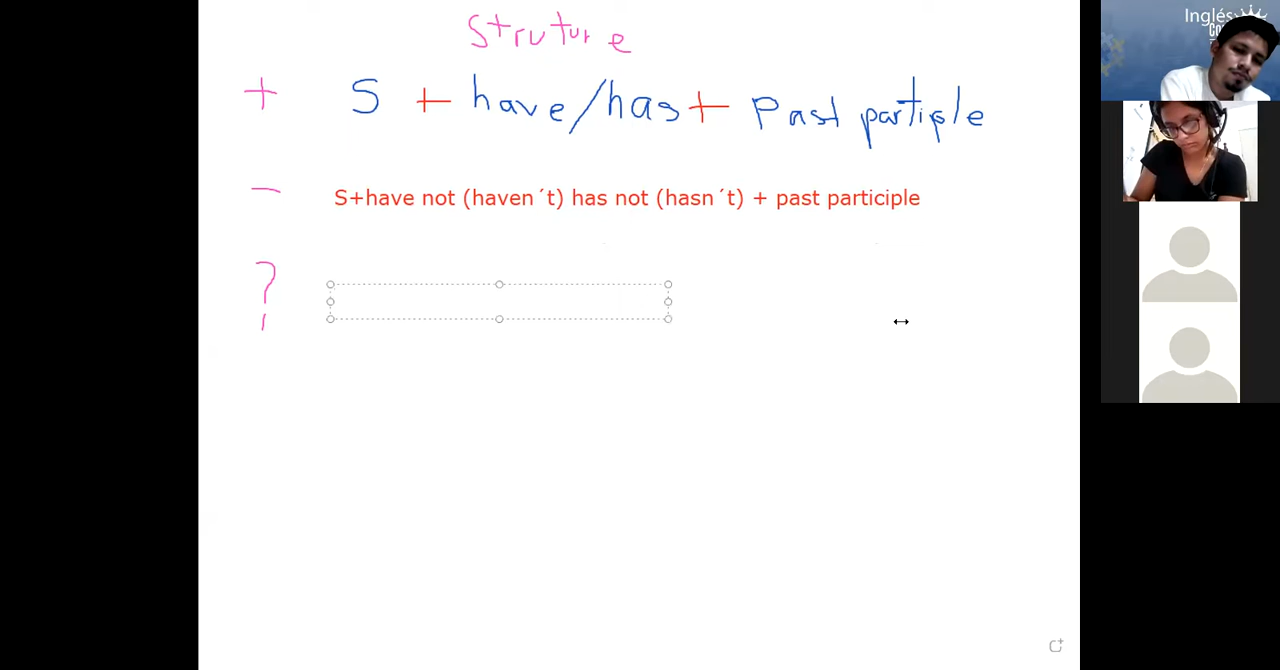 Struture
+ S + have/has + Past partiple
- S+have not (haven´t) has not (hasn´t) + past participle
?
Inglés